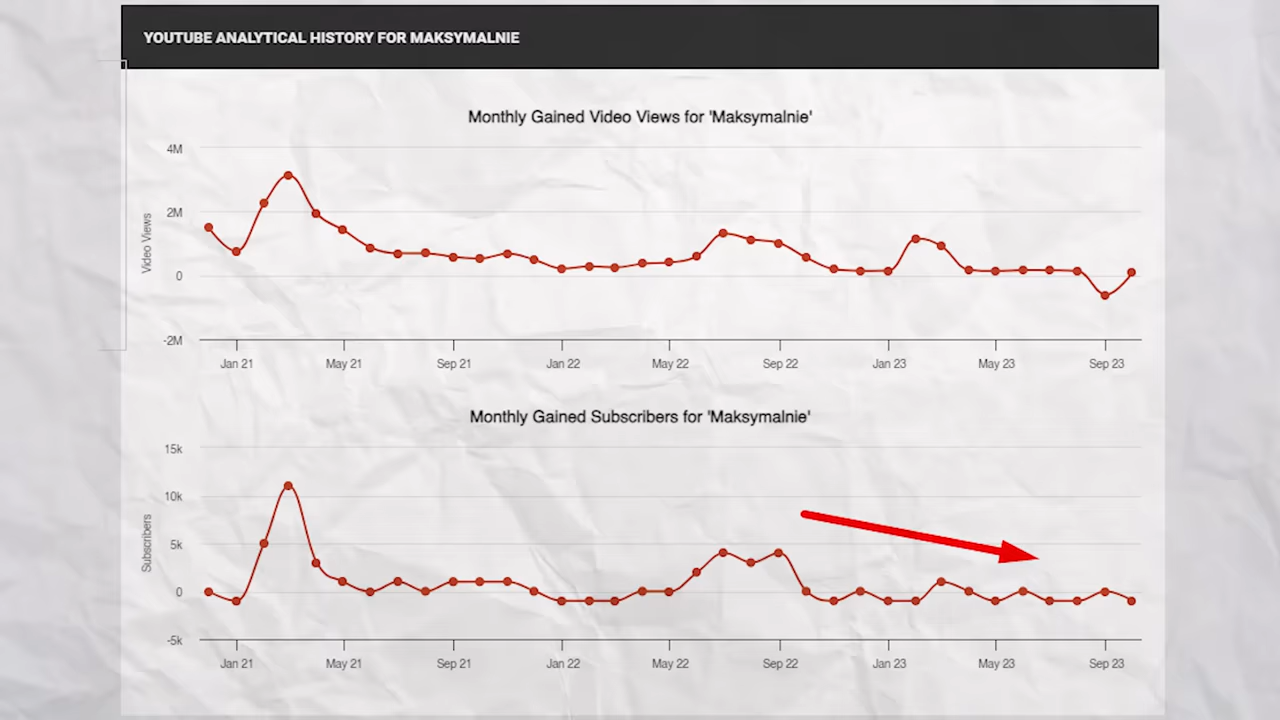 YOUTUBE ANALYTICAL HISTORY FOR MAKSYMALNIE
Monthly Gained Video Views for 'Maksymalnie'
4M
2M
0
-2M
Video Views
Jan 21 May 21 Sep 21 Jan 22 May 22 Sep 22 Jan 23 May 23 Sep 23
Monthly Gained Subscribers for 'Maksymalnie'
15k
10k
5k
0
-5k
Subscribers
Jan 21 May 21 Sep 21 Jan 22 May 22 Sep 22 Jan 23 May 23 Sep 23